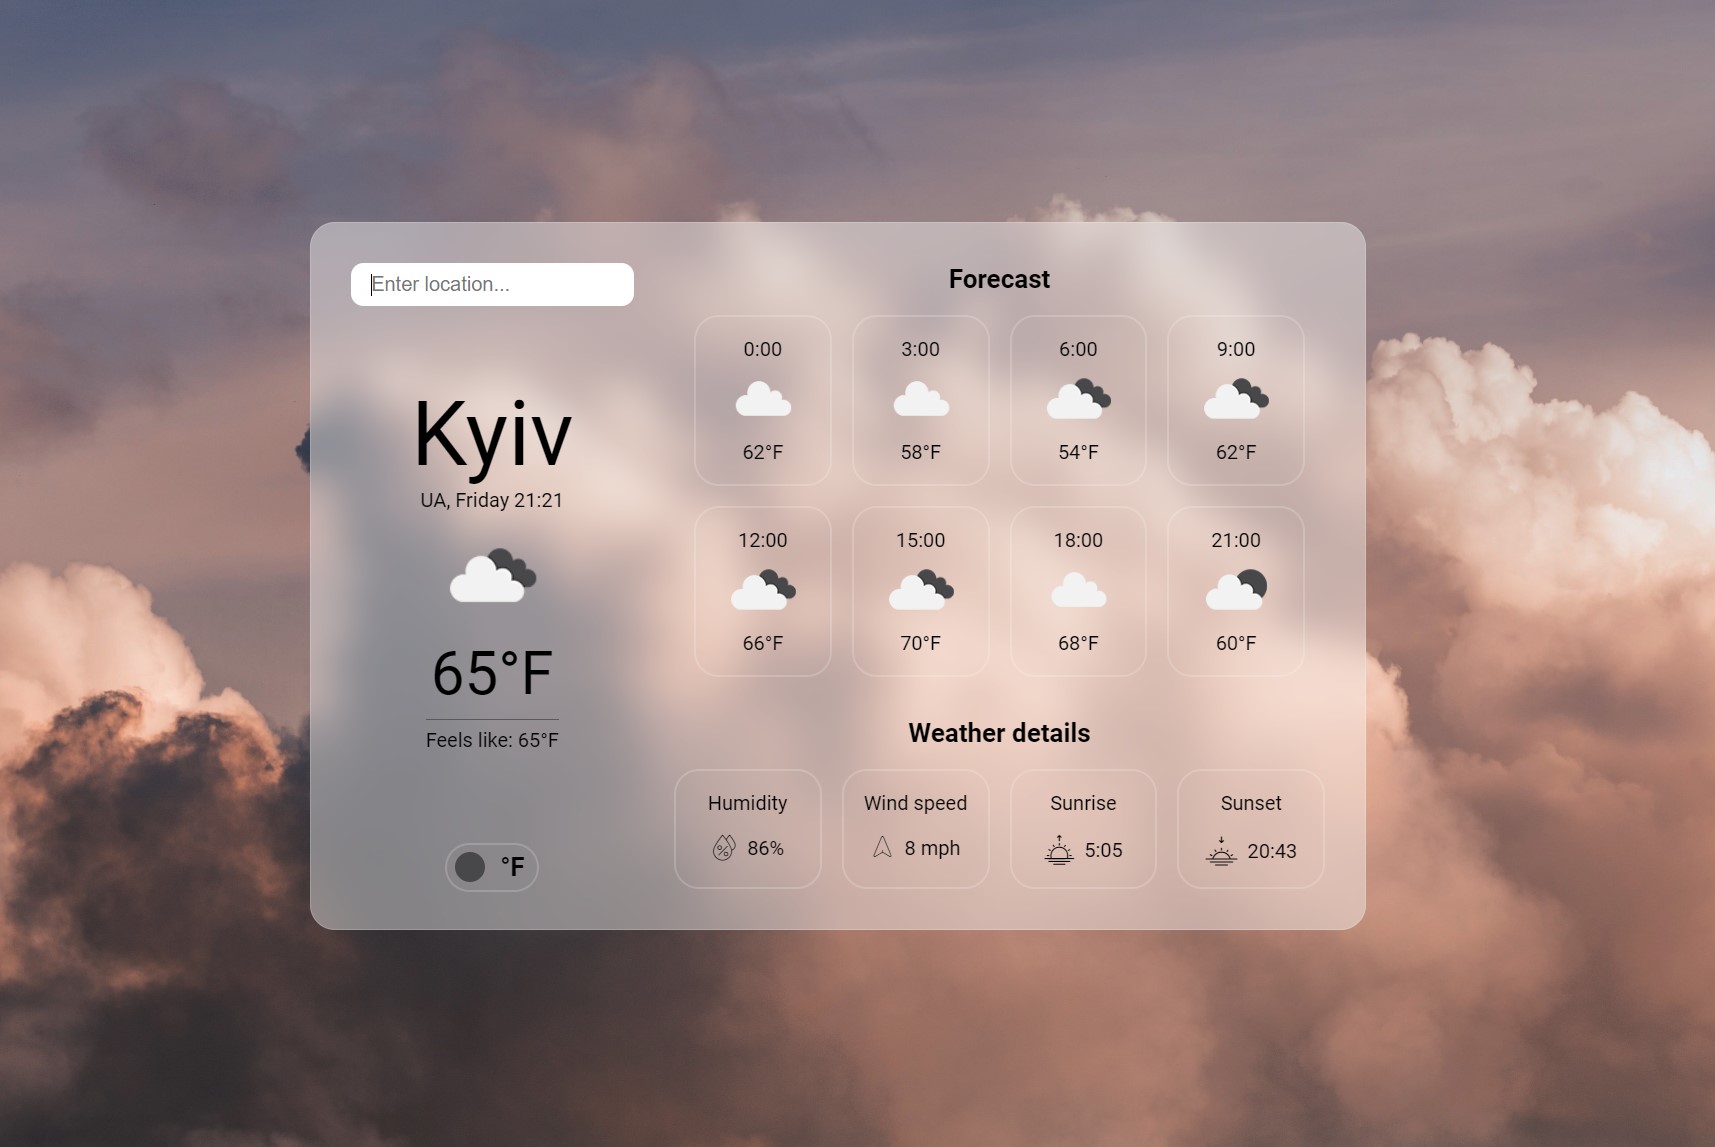 Enter location...
Kyiv
UA, Friday 21:21
65°F
Feels like: 65°F
°F
Forecast
0:00
62°F
3:00
58°F
6:00
54°F
9:00
62°F
12:00
66°F
15:00
70°F
18:00
68°F
21:00
60°F
Weather details
Humidity
86%
Wind speed
8 mph
Sunrise
5:05
Sunset
20:43